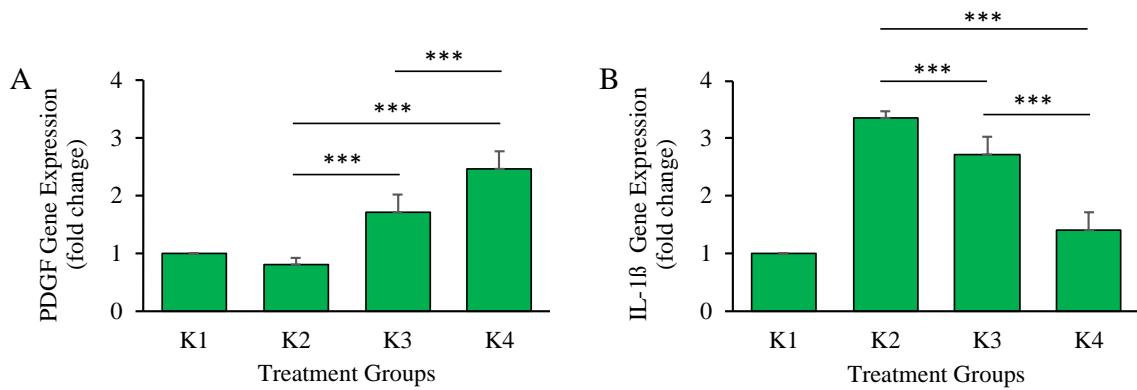 A
PDGF Gene Expression
(fold change)
4
3
2
1
0
***
***
***
K1 K2 K3 K4
Treatment Groups
B
IL-1ß Gene Expression
(fold change)
4
3
2
1
0
***
***
***
K1 K2 K3 K4
Treatment Groups